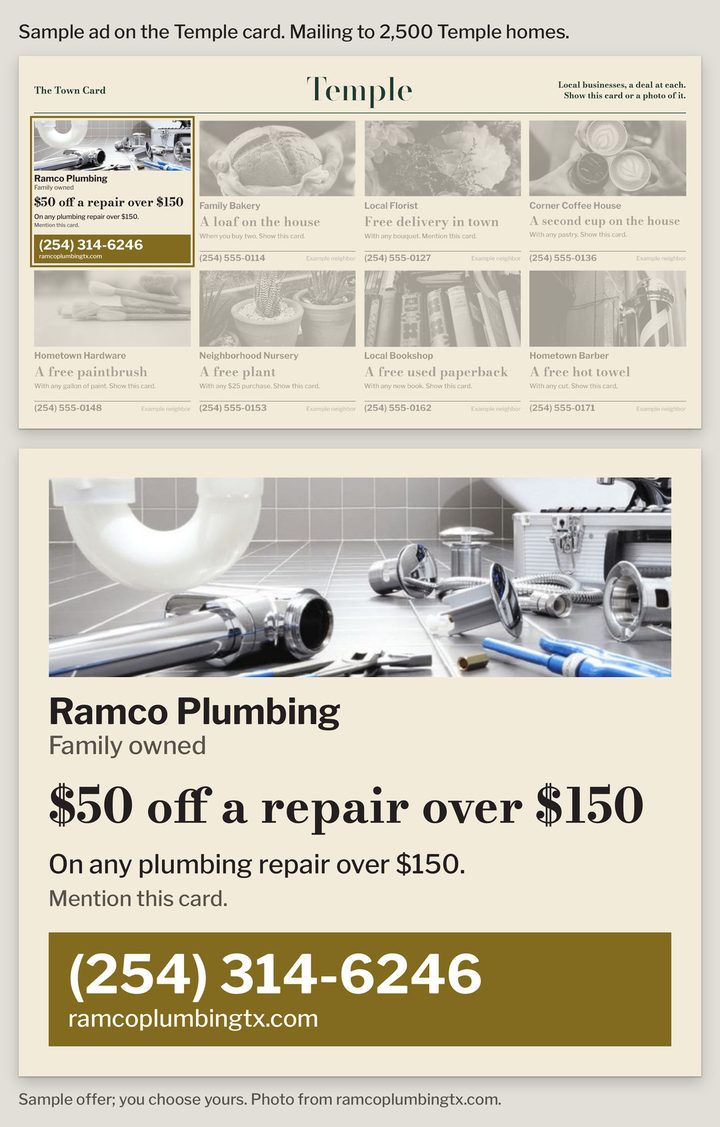 Sample ad on the Temple card. Mailing to 2,500 Temple homes.
The Town Card
Temple
Local businesses, a deal at each.
Show this card or a photo of it.
Ramco Plumbing
Family owned
$50 off a repair over $150
On any plumbing repair over $150.
Mention this card.
(254) 314-6246
ramcoplumbingtx.com
Family Bakery
A loaf on the house
When you buy two. Show this card.
(254) 555-0114
Example neighbor
Local Florist
Free delivery in town
With any bouquet. Mention this card.
(254) 555-0127
Example neighbor
Corner Coffee House
A second cup on the house
With any pastry. Show this card.
(254) 555-0136
Example neighbor
Hometown Hardware
A free paintbrush
With any gallon of paint. Show this card.
(254) 555-0148
Example neighbor
Neighborhood Nursery
A free plant
With any $25 purchase. Show this card.
(254) 555-0153
Example neighbor
Local Bookshop
A free used paperback
With any new book. Show this card.
(254) 555-0162
Example neighbor
Hometown Barber
A free hot towel
With any cut. Show this card.
(254) 555-0171
Example neighbor
Ramco Plumbing
Family owned
$50 off a repair over $150
On any plumbing repair over $150.
Mention this card.
(254) 314-6246
ramcoplumbingtx.com
Sample offer; you choose yours. Photo from ramcoplumbingtx.com.